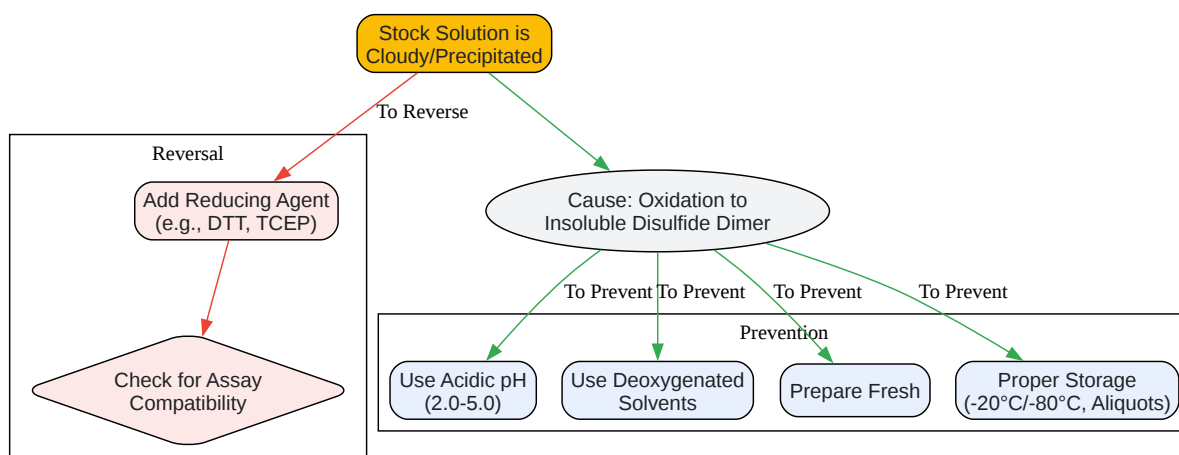 Stock Solution is
Cloudy/Precipitated
To Reverse
Reversal
Add Reducing Agent
(e.g., DTT, TCEP)
Cause: Oxidation to
Insoluble Disulfide Dimer
To Prevent
To Prevent
To Prevent
To Prevent
Prevention
Check for Assay
Compatibility
Use Acidic pH
(2.0-5.0)
Use Deoxygenated
Solvents
Prepare Fresh
Proper Storage
(-20°C/-80°C, Aliquots)